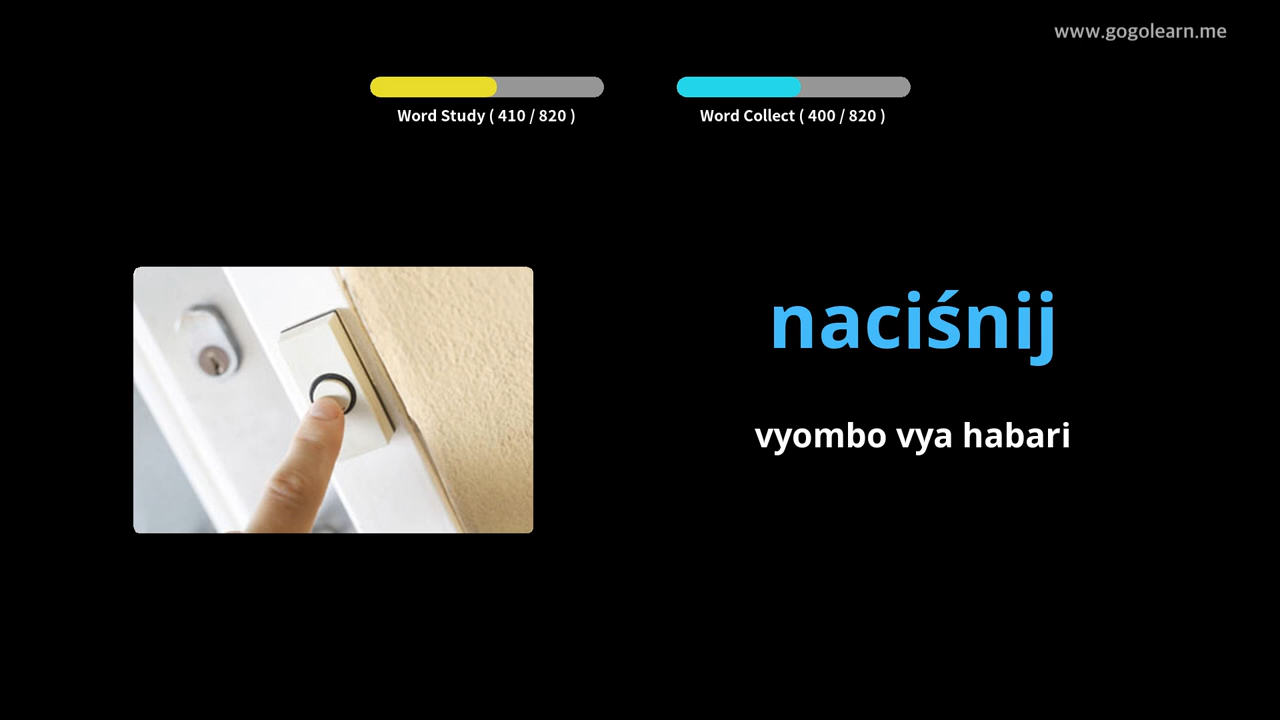 www.gogolearn.me
Word Study ( 410 / 820 )
Word Collect ( 400 / 820 )
naciśnij
vyombo vya habari